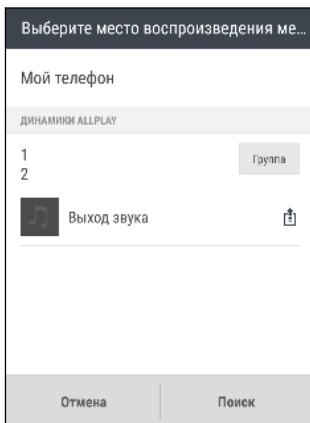 Выберите место воспроизведения ме...
Мой телефон
ДИНАМИКИ ALLPLAY
1
Группа
2
Выход звука
Отмена
Поиск